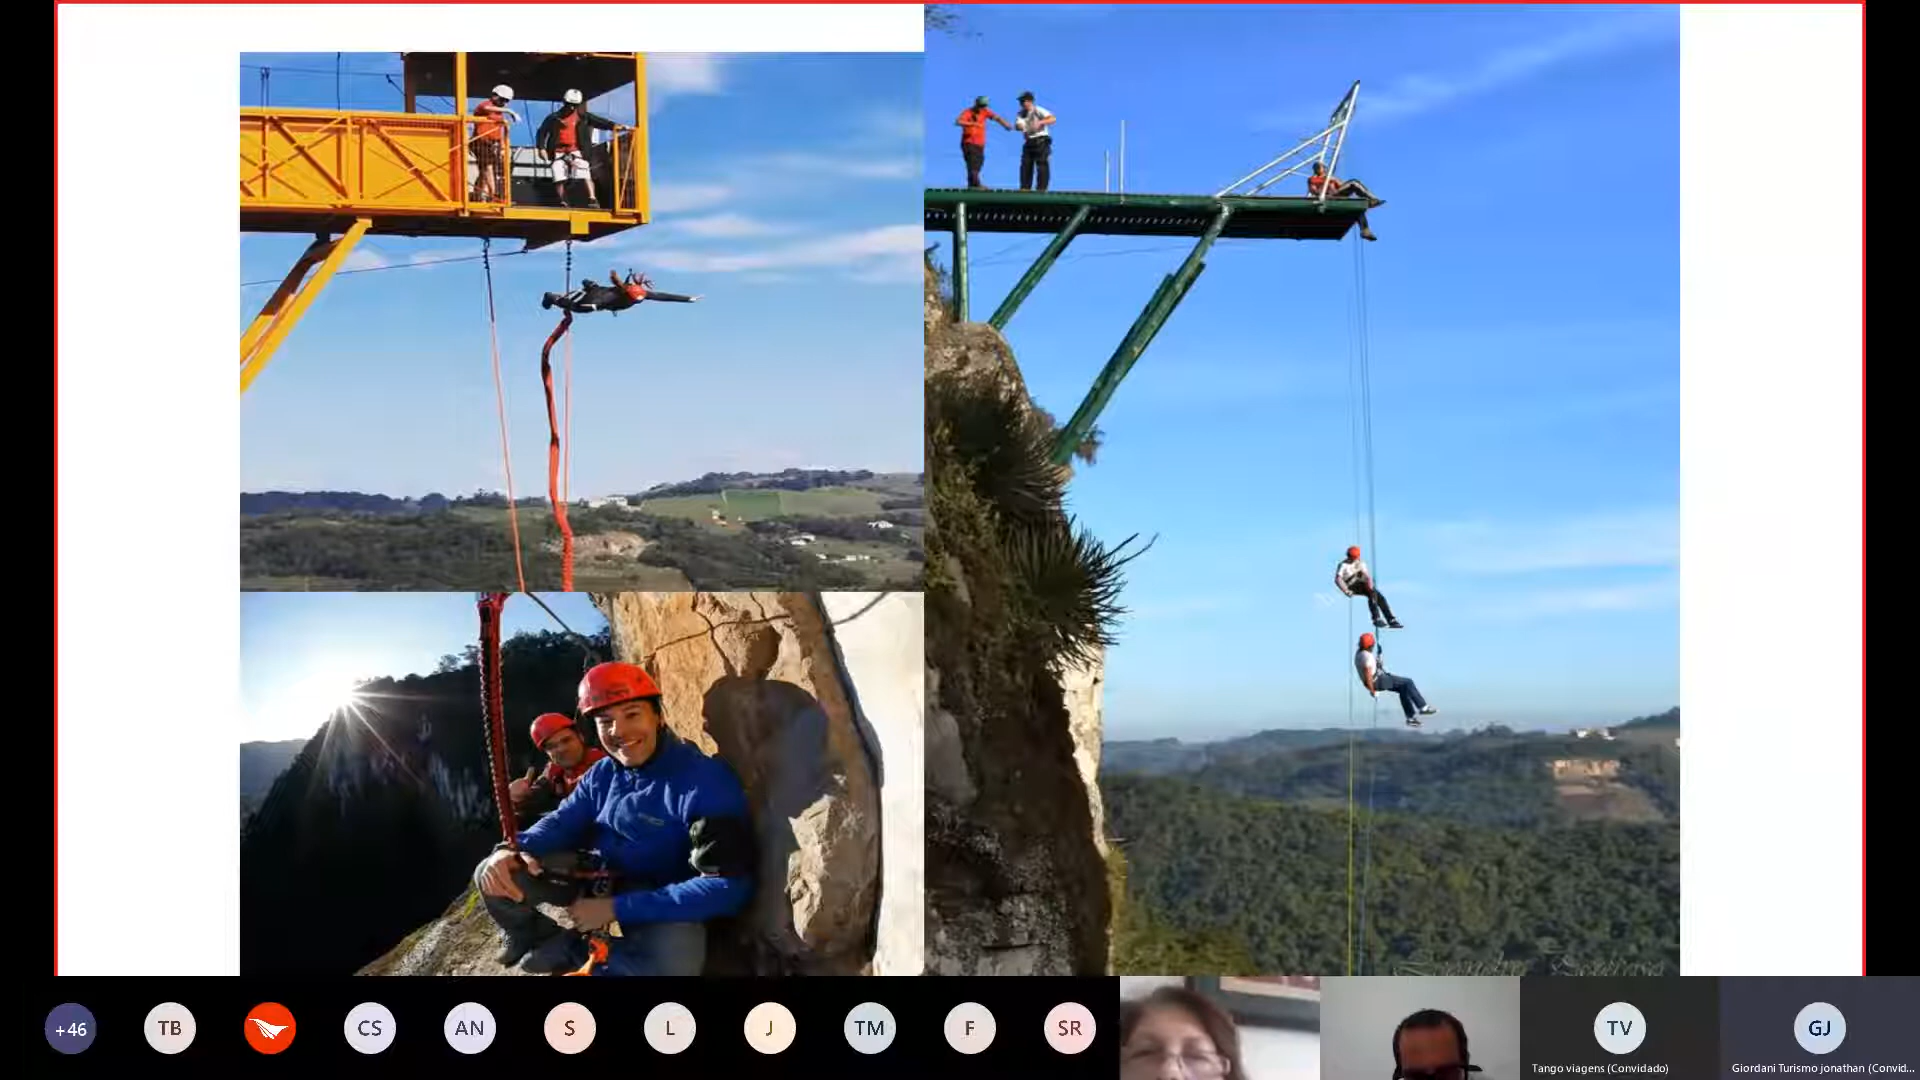 +46
TB
CS
AN
S
L
J
TM
F
SR
TV
Tango viagens (Convidado)
GJ
Giordani Turismo jonathan (Convid...